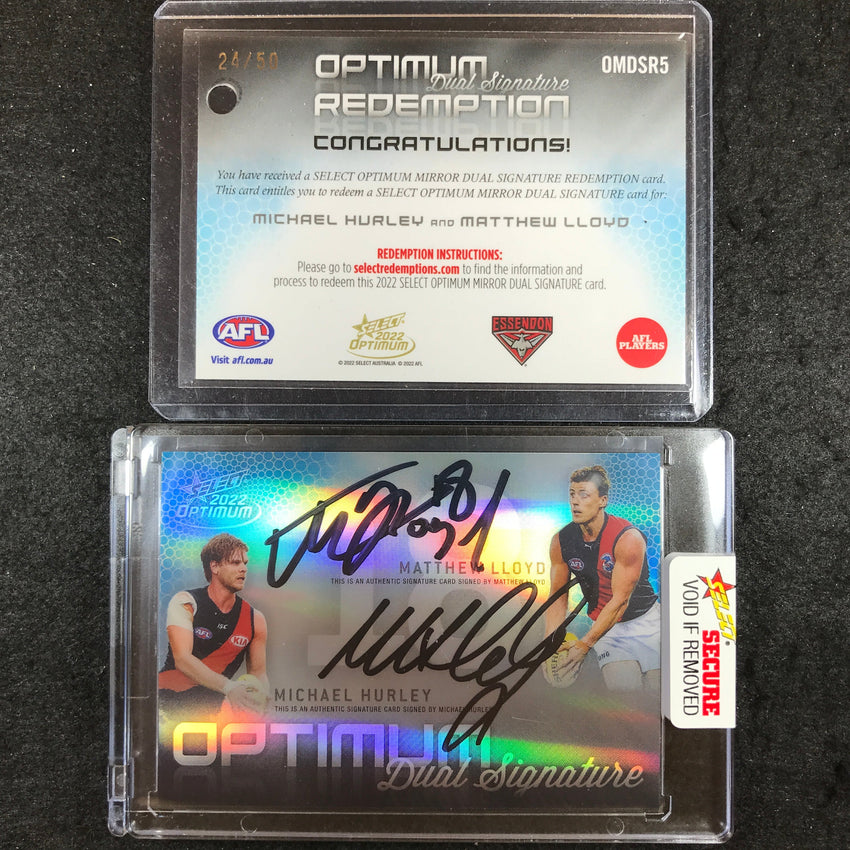 24/50
OPTIMUM
Dual Signature
OMDSR5
REDEMPTION
CONGRATULATIONS!
You have received a SELECT OPTIMUM MIRROR DUAL SIGNATURE REDEMPTION card.
This card entitles you to redeem a SELECT OPTIMUM MIRROR DUAL SIGNATURE card for:
MICHAEL HURLEY AND MATTHEW LLOYD
REDEMPTION INSTRUCTIONS:
Please go to selectredemptions.com to find the information and
process to redeem this 2022 SELECT OPTIMUM MIRROR DUAL SIGNATURE card.
AFL
Visit afl.com.au
SELECT
2022
OPTIMUM
© 2022 SELECT AUSTRALIA © 2022 AFL
ESSENDON
AFL
PLAYERS
SELECT
2022
OPTIMUM
MATTHEW LLOYD
THIS IS AN AUTHENTIC SIGNATURE CARD SIGNED BY MATTHEW LLOYD
AFL
ISC
AFL
KIA
MICHAEL HURLEY
THIS IS AN AUTHENTIC SIGNATURE CARD SIGNED BY MICHAEL HURLEY
OPTIMUM
Dual Signature
SELECT
SECURE
VOID IF REMOVED